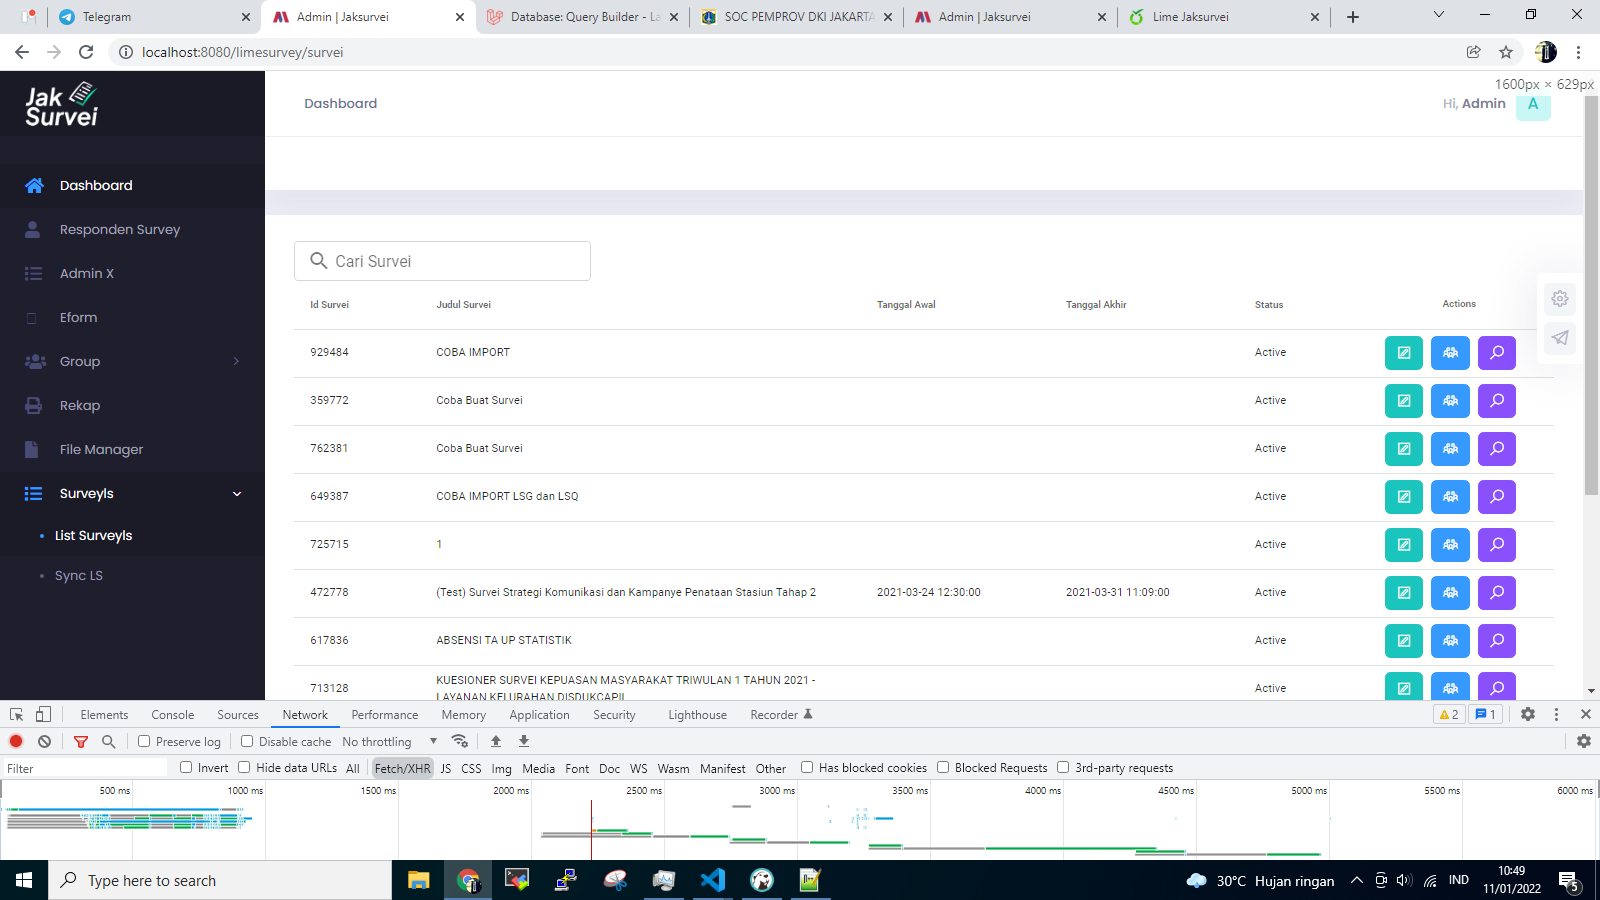 Telegram
Admin | Jaksurvei
Database: Query Builder - La
SOC PEMPROV DKI JAKARTA
Admin | Jaksurvei
Lime Jaksurvei
localhost:8080/limesurvey/survei
1600px × 629px
Jak
Survei
Dashboard
Hi, Admin
A
Dashboard
Responden Survey
Admin X
Eform
Group
Rekap
File Manager
Surveyls
List Surveyls
Sync LS
Cari Survei
Id Survei Judul Survei Tanggal Awal Tanggal Akhir Status Actions
929484 COBA IMPORT Active
359772 Coba Buat Survei Active
762381 Coba Buat Survei Active
649387 COBA IMPORT LSG dan LSQ Active
725715 1 Active
472778 (Test) Survei Strategi Komunikasi dan Kampanye Penataan Stasiun Tahap 2 2021-03-24 12:30:00 2021-03-31 11:09:00 Active
617836 ABSENSI TA UP STATISTIK Active
713128 KUESIONER SURVEI KEPUASAN MASYARAKAT TRIWULAN 1 TAHUN 2021 - Active
LAYANAN KELURAHAN DISDUKCAPIL
Elements Console Sources Network Performance Memory Application Security Lighthouse Recorder 2 1
Preserve log Disable cache No throttling
Filter Invert Hide data URLs All Fetch/XHR JS CSS Img Media Font Doc WS Wasm Manifest Other Has blocked cookies Blocked Requests 3rd-party requests
500 ms 1000 ms 1500 ms 2000 ms 2500 ms 3000 ms 3500 ms 4000 ms 4500 ms 5000 ms 5500 ms 6000 ms
Type here to search
30°C Hujan ringan
IND
10:49
11/01/2022
5